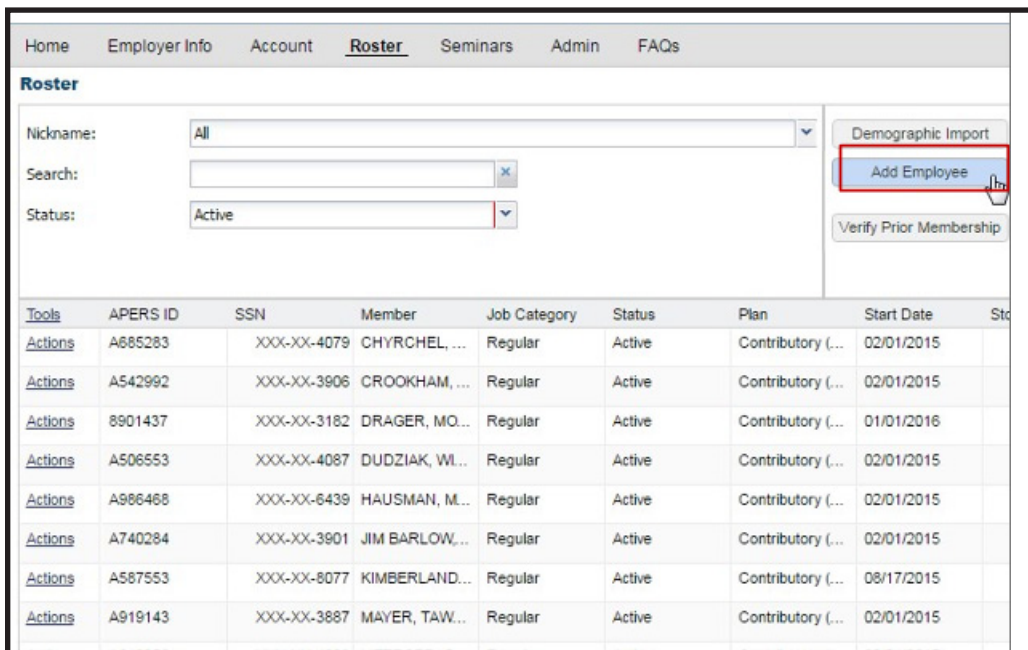 Home Employer Info Account Roster Seminars Admin FAQs
Roster
Nickname: All
Demographic Import
Search:
Add Employee
Status: Active
Verify Prior Membership
Tools APERS ID SSN Member Job Category Status Plan Start Date
Actions A685283 XXX-XX-4079 CHYRCHEL, ... Regular Active Contributory (... 02/01/2015
Actions A542992 XXX-XX-3906 CROOKHAM, ... Regular Active Contributory (... 02/01/2015
Actions 8901437 XXX-XX-3182 DRAGER, MO... Regular Active Contributory (... 01/01/2016
Actions A506553 XXX-XX-4087 DUDZIAK, WI... Regular Active Contributory (... 02/01/2015
Actions A986468 XXX-XX-6439 HAUSMAN, M... Regular Active Contributory (... 02/01/2015
Actions A740284 XXX-XX-3901 JIM BARLOW,... Regular Active Contributory (... 02/01/2015
Actions A587553 XXX-XX-8077 KIMBERLAND... Regular Active Contributory (... 08/17/2015
Actions A919143 XXX-XX-3887 MAYER, TAW... Regular Active Contributory (... 02/01/2015